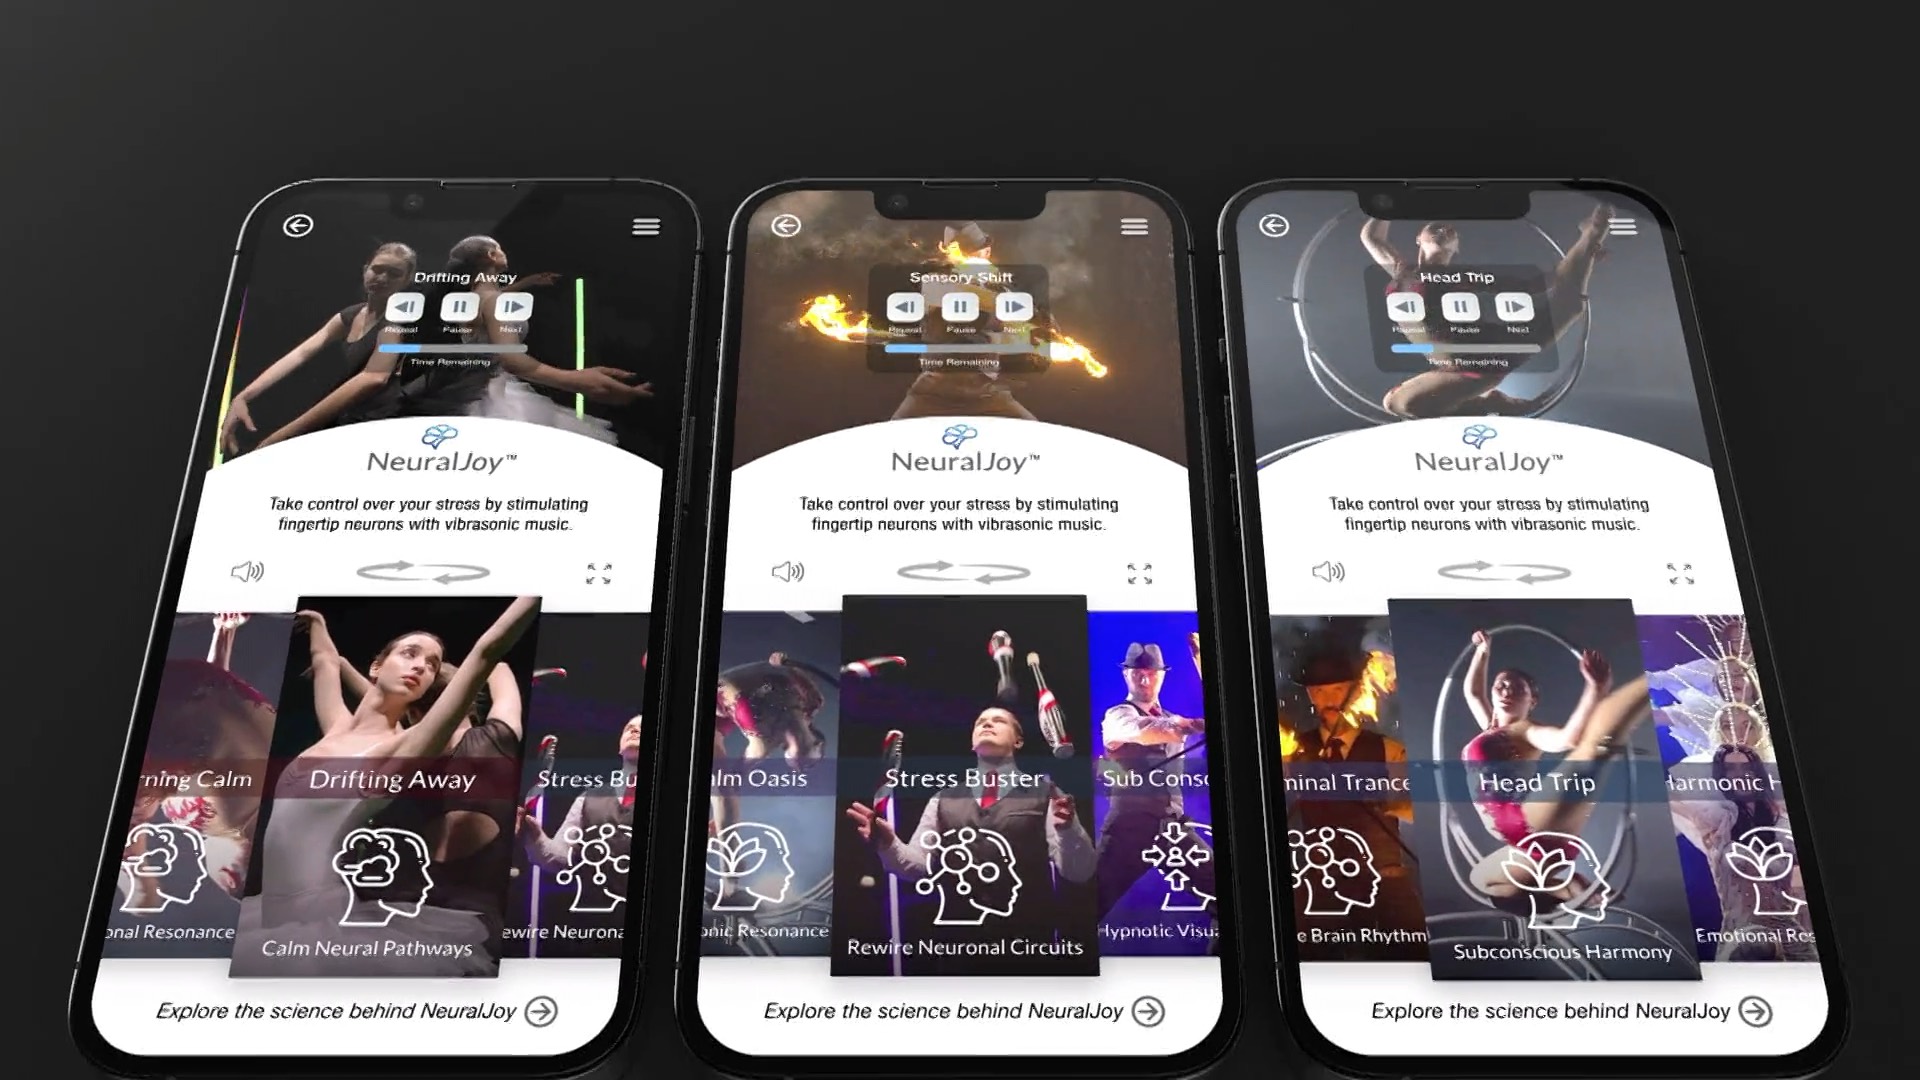 Drifting Away
Repeat Pause Next
Time Remaining
NeuralJoy™
Take control over your stress by stimulating
fingertip neurons with vibrasonic music.
rning Calm
Drifting Away
Stress Bu
onal Resonance
Calm Neural Pathways
ewire Neurona
Explore the science behind NeuralJoy
Sensory Shift
Repeat Pause Next
Time Remaining
NeuralJoy™
Take control over your stress by stimulating
fingertip neurons with vibrasonic music.
lm Oasis
Stress Buster
Sub Consc
onic Resonance
Rewire Neuronal Circuits
Hypnotic Visua
Explore the science behind NeuralJoy
Head Trip
Repeat Pause Next
Time Remaining
NeuralJoy™
Take control over your stress by stimulating
fingertip neurons with vibrasonic music.
minal Trance
Head Trip
Harmonic H
e Brain Rhythm
Subconscious Harmony
Emotional Res
Explore the science behind NeuralJoy